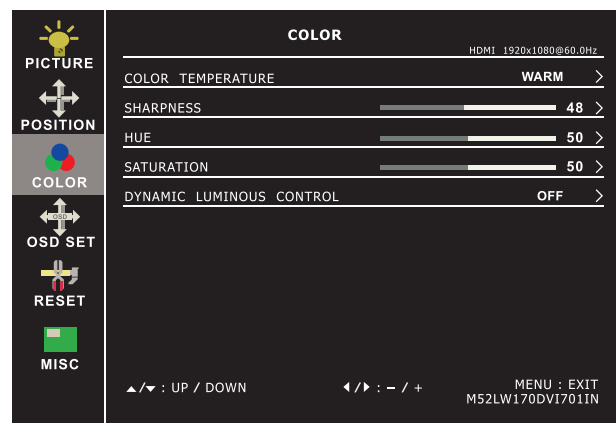 PICTURE
POSITION
COLOR
OSD
OSD SET
RESET
MISC
COLOR
HDMI 1920x1080@60.0Hz
COLOR TEMPERATURE WARM
SHARPNESS 48
HUE 50
SATURATION 50
DYNAMIC LUMINOUS CONTROL OFF
▲/▼ : UP / DOWN ◀/▶ : – / + MENU : EXIT
M52LW170DVI701IN